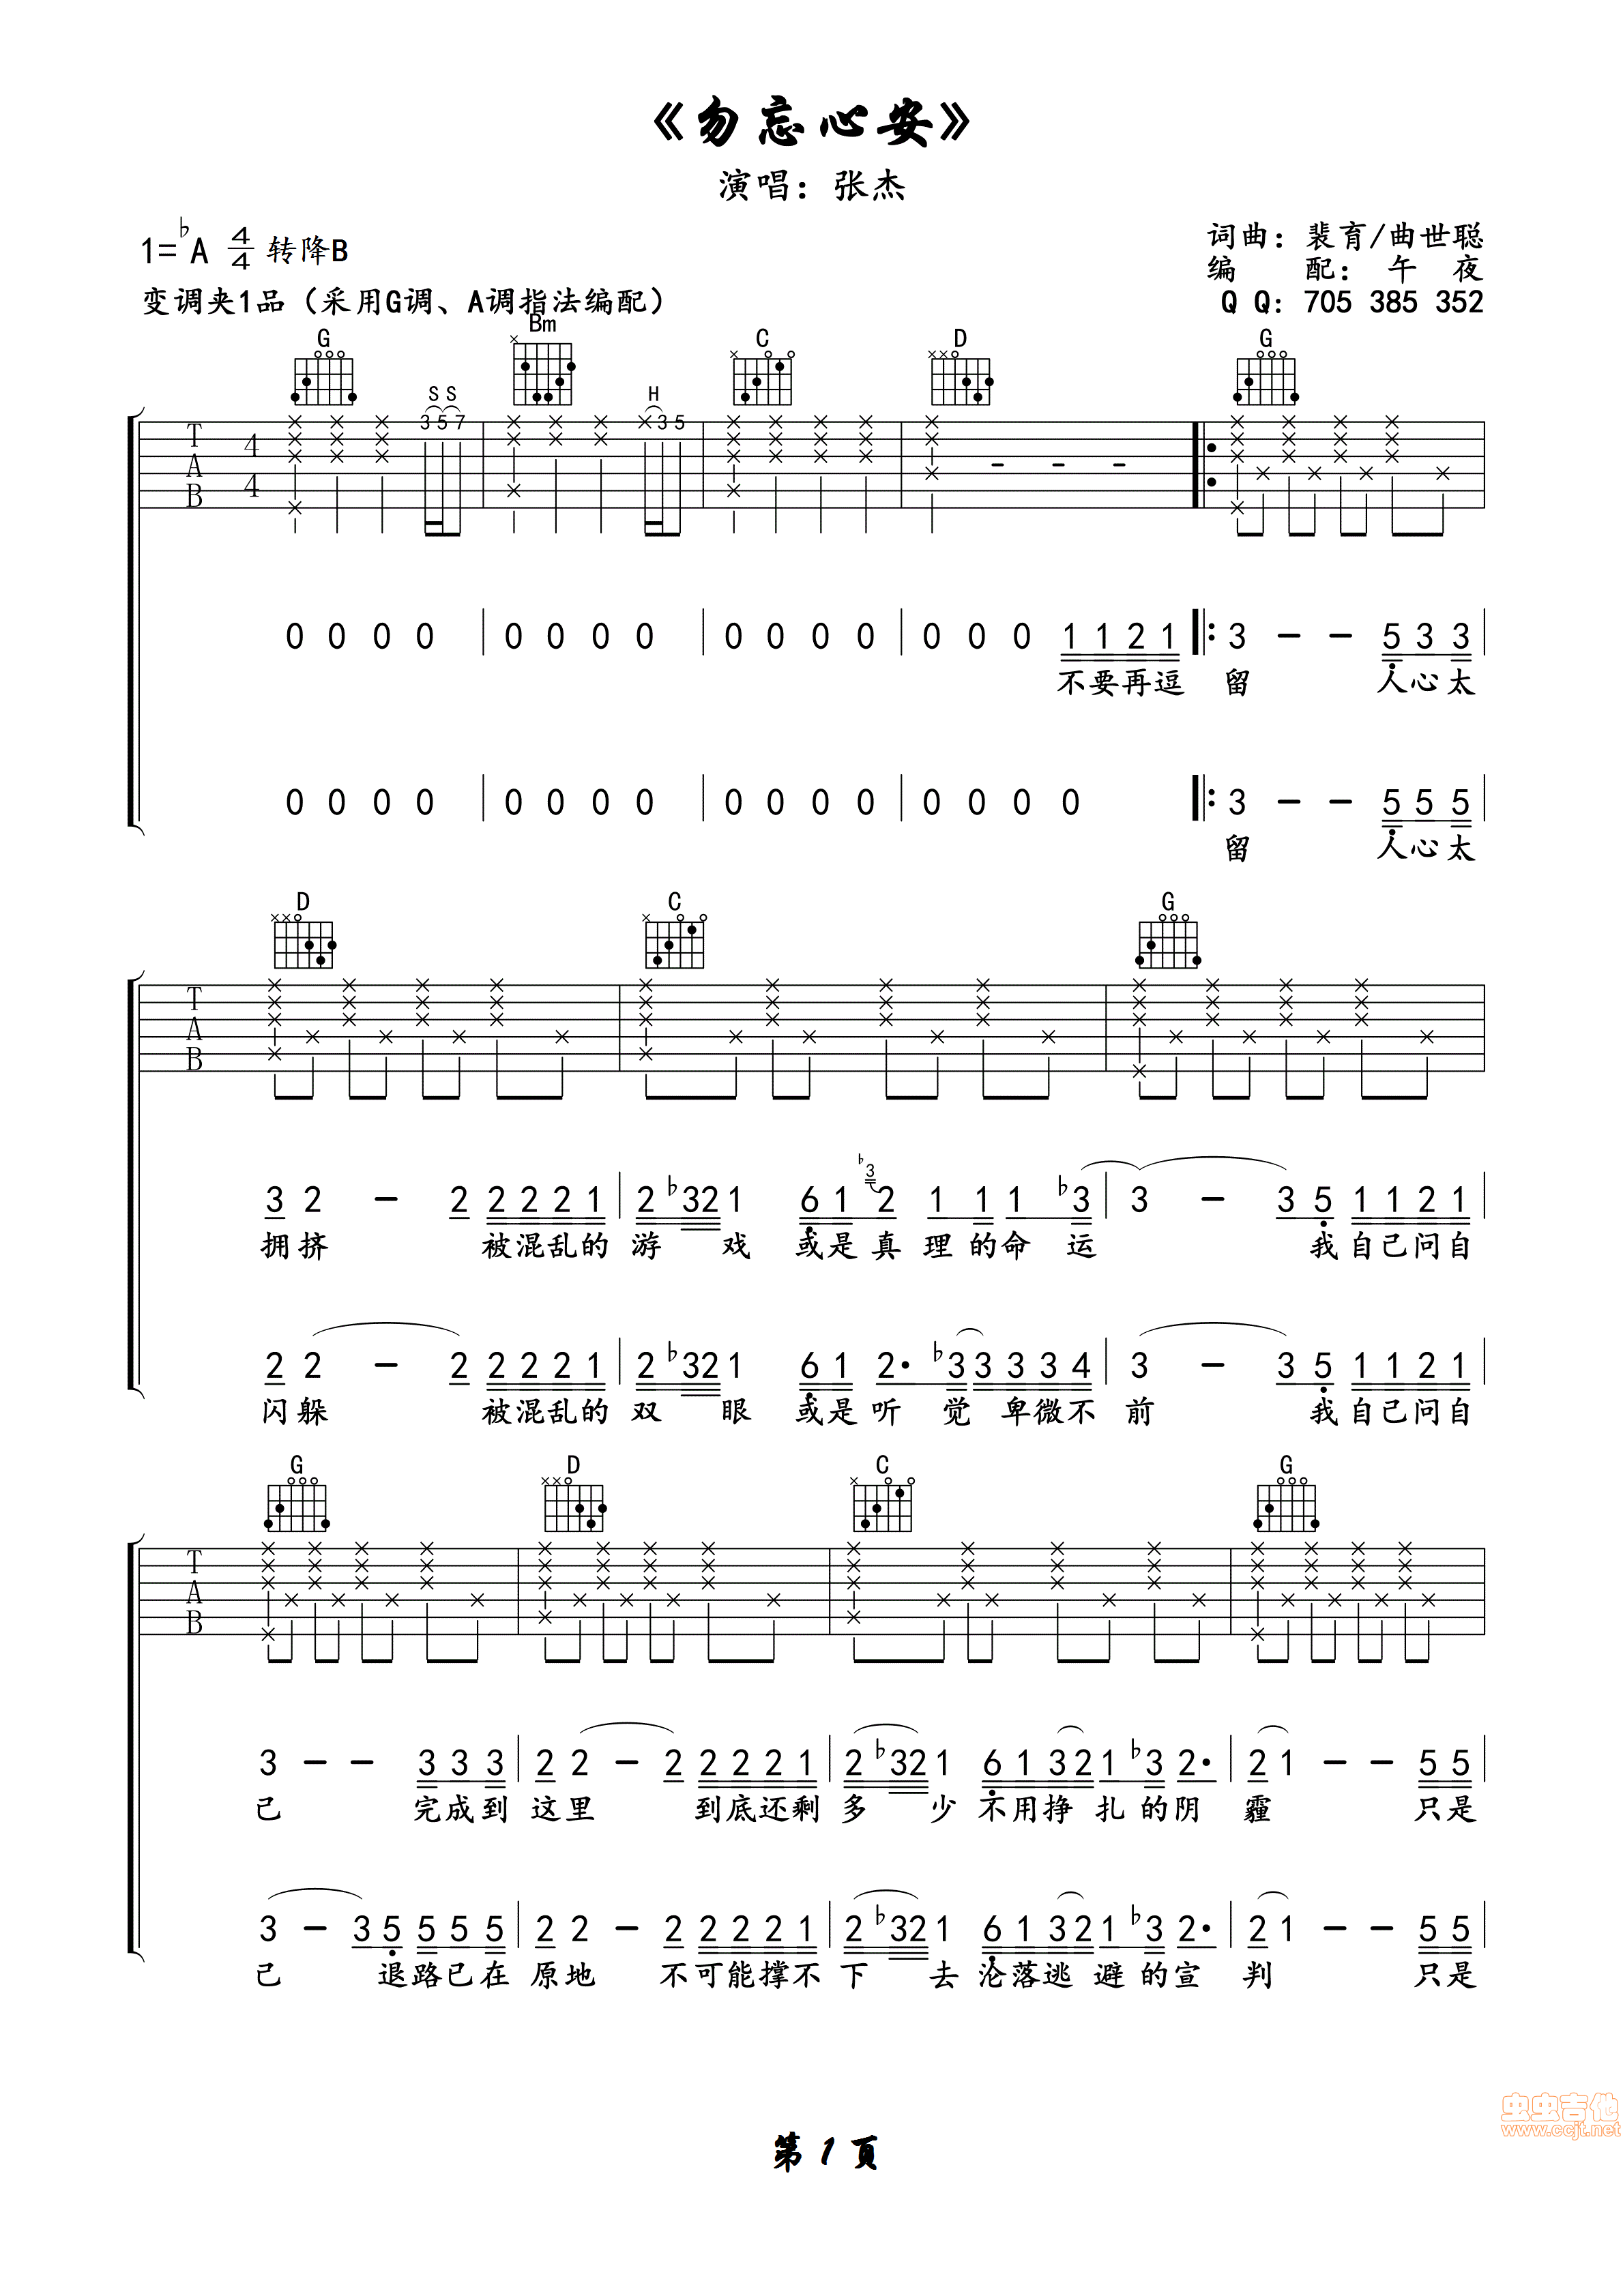 《勿忘心安》
演唱：张杰
1=♭A 4/4 转降B
词曲：裴育/曲世聪
编 配： 午 夜
变调夹1品（采用G调、A调指法编配）
Q Q: 705 385 352
G Bm C D G
S S H
3 5 7 3 5
T A B 4 4
0 0 0 0 | 0 0 0 0 | 0 0 0 0 | 0 0 0 1 1 2 1 |: 3 - - 5 3 3 |
不要再逗 留 人心太
0 0 0 0 | 0 0 0 0 | 0 0 0 0 | 0 0 0 0 |: 3 - - 5 5 5 |
留 人心太
D C G
T A B
3 2 - 2 2 2 2 1 | 2 ♭3 2 1 6 1 ♭3 2 1 1 1 ♭3 | 3 - 3 5 1 1 2 1 |
拥挤 被混乱的 游 戏 或是真 理的命 运 我自己问自
2 2 - 2 2 2 2 1 | 2 ♭3 2 1 6 1 2· ♭3 3 3 3 4 | 3 - 3 5 1 1 2 1 |
闪躲 被混乱的 双 眼 或是听 觉 卑微不 前 我自己问自
G D C G
T A B
3 - - 3 3 3 | 2 2 - 2 2 2 2 1 | 2 ♭3 2 1 6 1 3 2 1 ♭3 2· | 2 1 - - 5 5 |
己 完成到 这里 到底还剩 多 少 不用挣 扎 的阴 霾 只是
3 - 3 5 5 5 5 | 2 2 - 2 2 2 2 1 | 2 ♭3 2 1 6 1 3 2 1 ♭3 2· | 2 1 - - 5 5 |
己 退路已在 原地 不可能撑不 下 去 沦落逃 避 的宣 判 只是
第 1 頁
虫虫吉他
www.ccjt.net